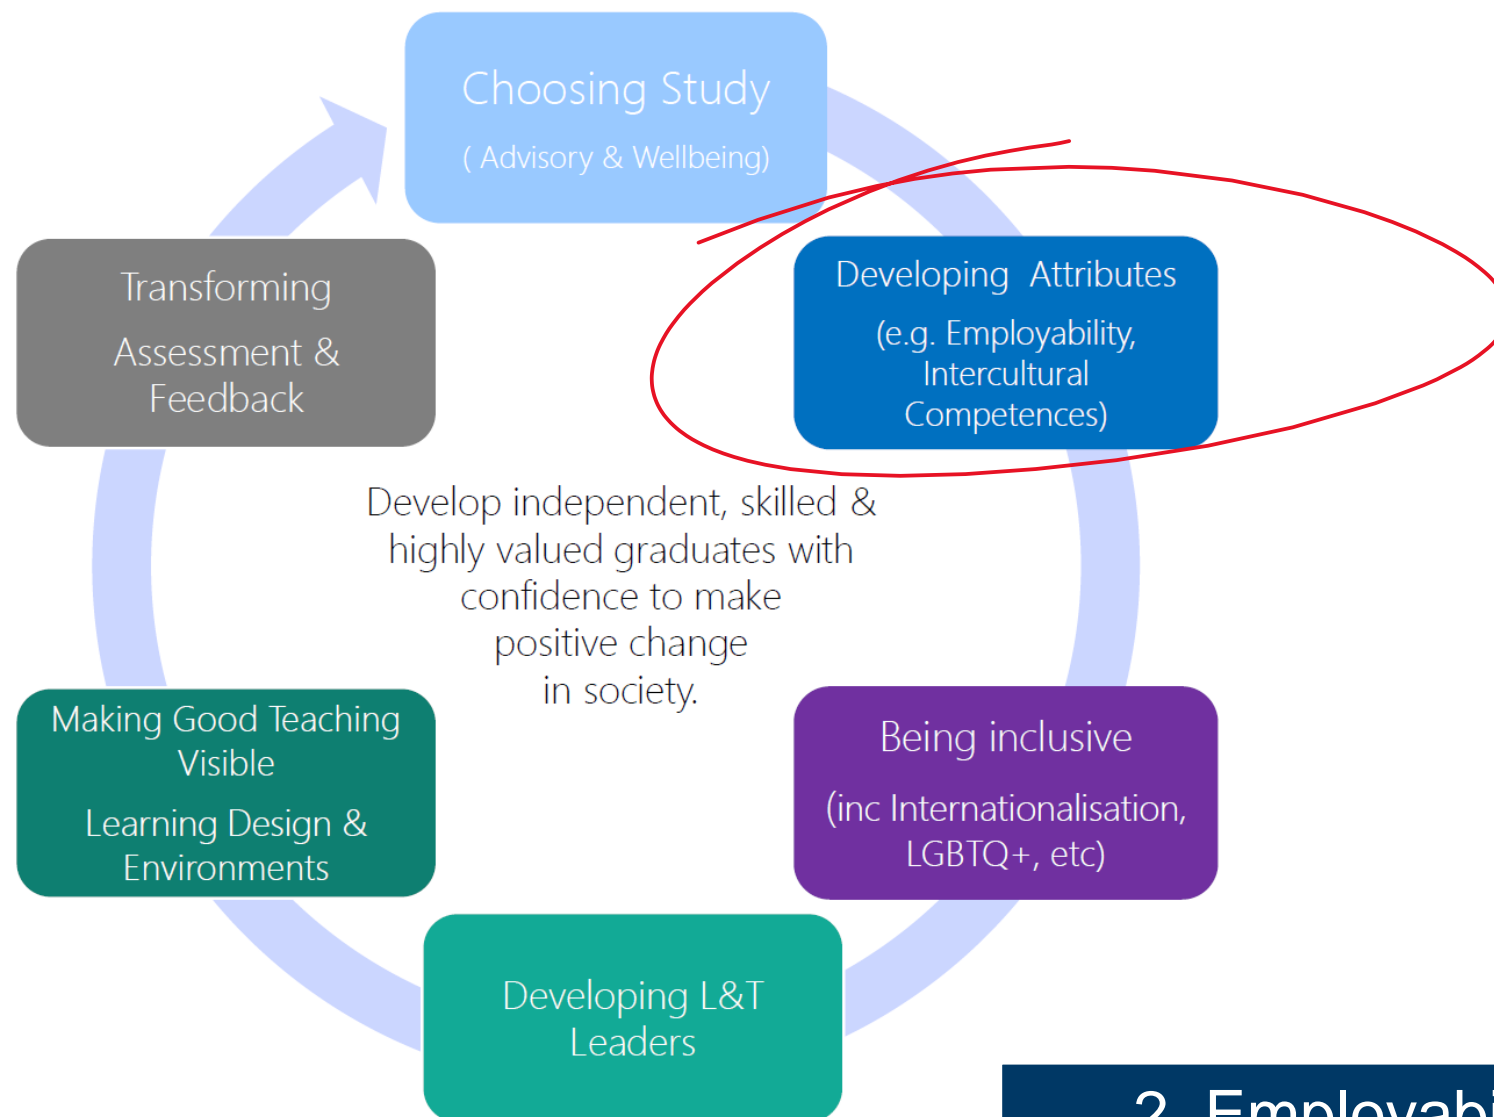 Choosing Study
( Advisory & Wellbeing)
Developing Attributes
(e.g. Employability,
Intercultural
Competences)
Being inclusive
(inc Internationalisation,
LGBTQ+, etc)
Developing L&T
Leaders
Making Good Teaching
Visible
Learning Design &
Environments
Transforming
Assessment &
Feedback
Develop independent, skilled &
highly valued graduates with
confidence to make
positive change
in society.
2. Employabi